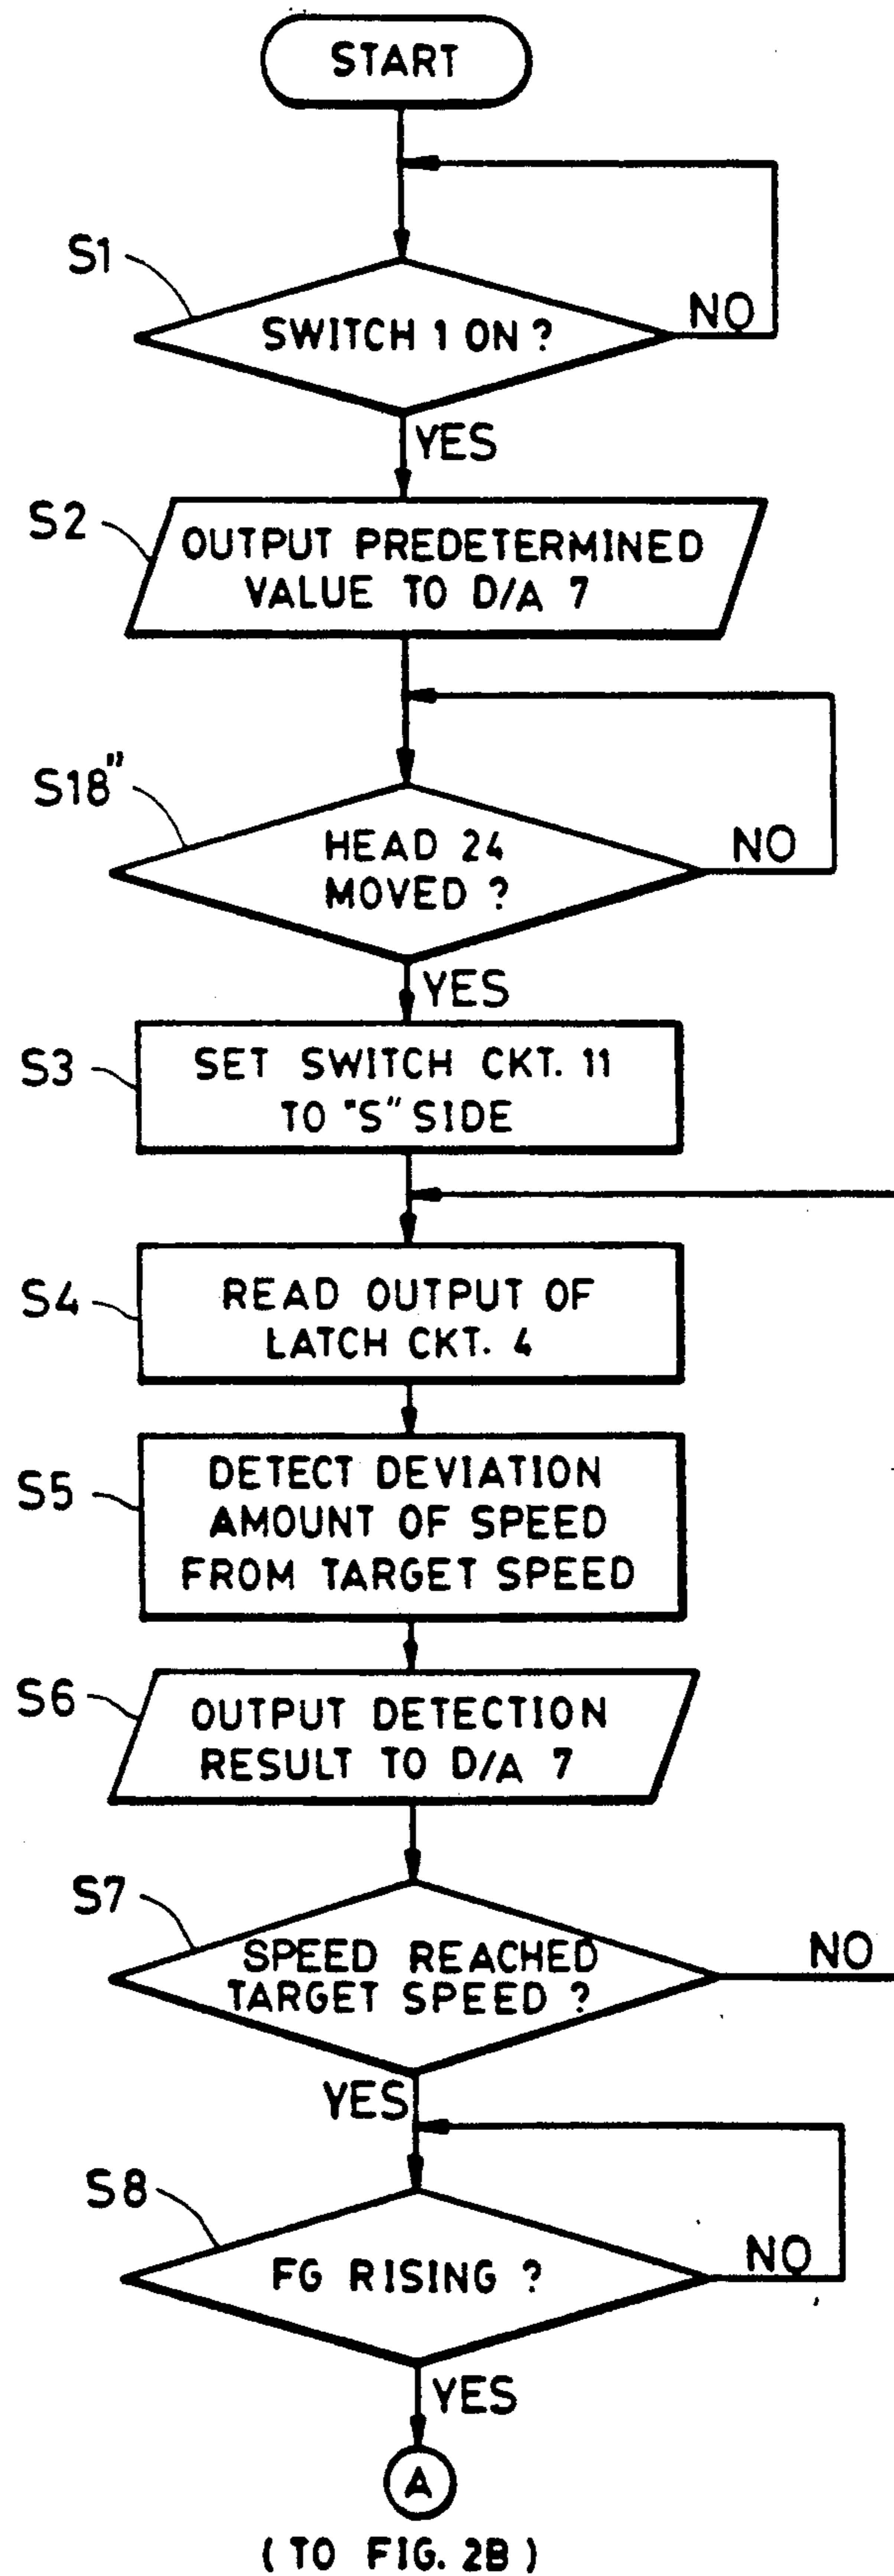 START
S1
SWITCH 1 ON ?
NO
YES
S2
OUTPUT PREDETERMINED
VALUE TO D/A 7
S18"
HEAD 24
MOVED ?
NO
YES
S3
SET SWITCH CKT. 11
TO "S" SIDE
S4
READ OUTPUT OF
LATCH CKT. 4
S5
DETECT DEVIATION
AMOUNT OF SPEED
FROM TARGET SPEED
S6
OUTPUT DETECTION
RESULT TO D/A 7
S7
SPEED REACHED
TARGET SPEED ?
NO
YES
S8
FG RISING ?
NO
YES
A
( TO FIG. 2B )